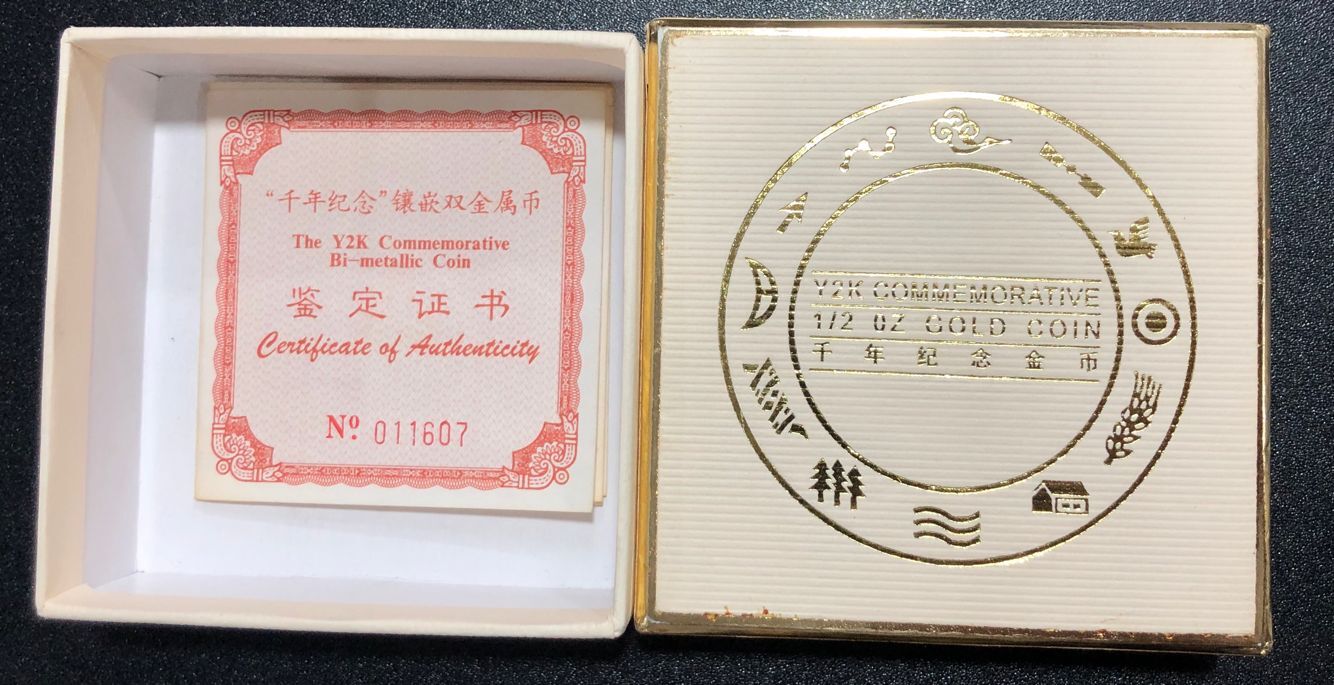 “千年纪念”镶嵌双金属币
The Y2K Commemorative
Bi-metallic Coin
鉴定证书
Certificate of Authenticity
Nº 011607
Y2K COMMEMORATIVE
1/2 OZ GOLD COIN
千年纪念金币